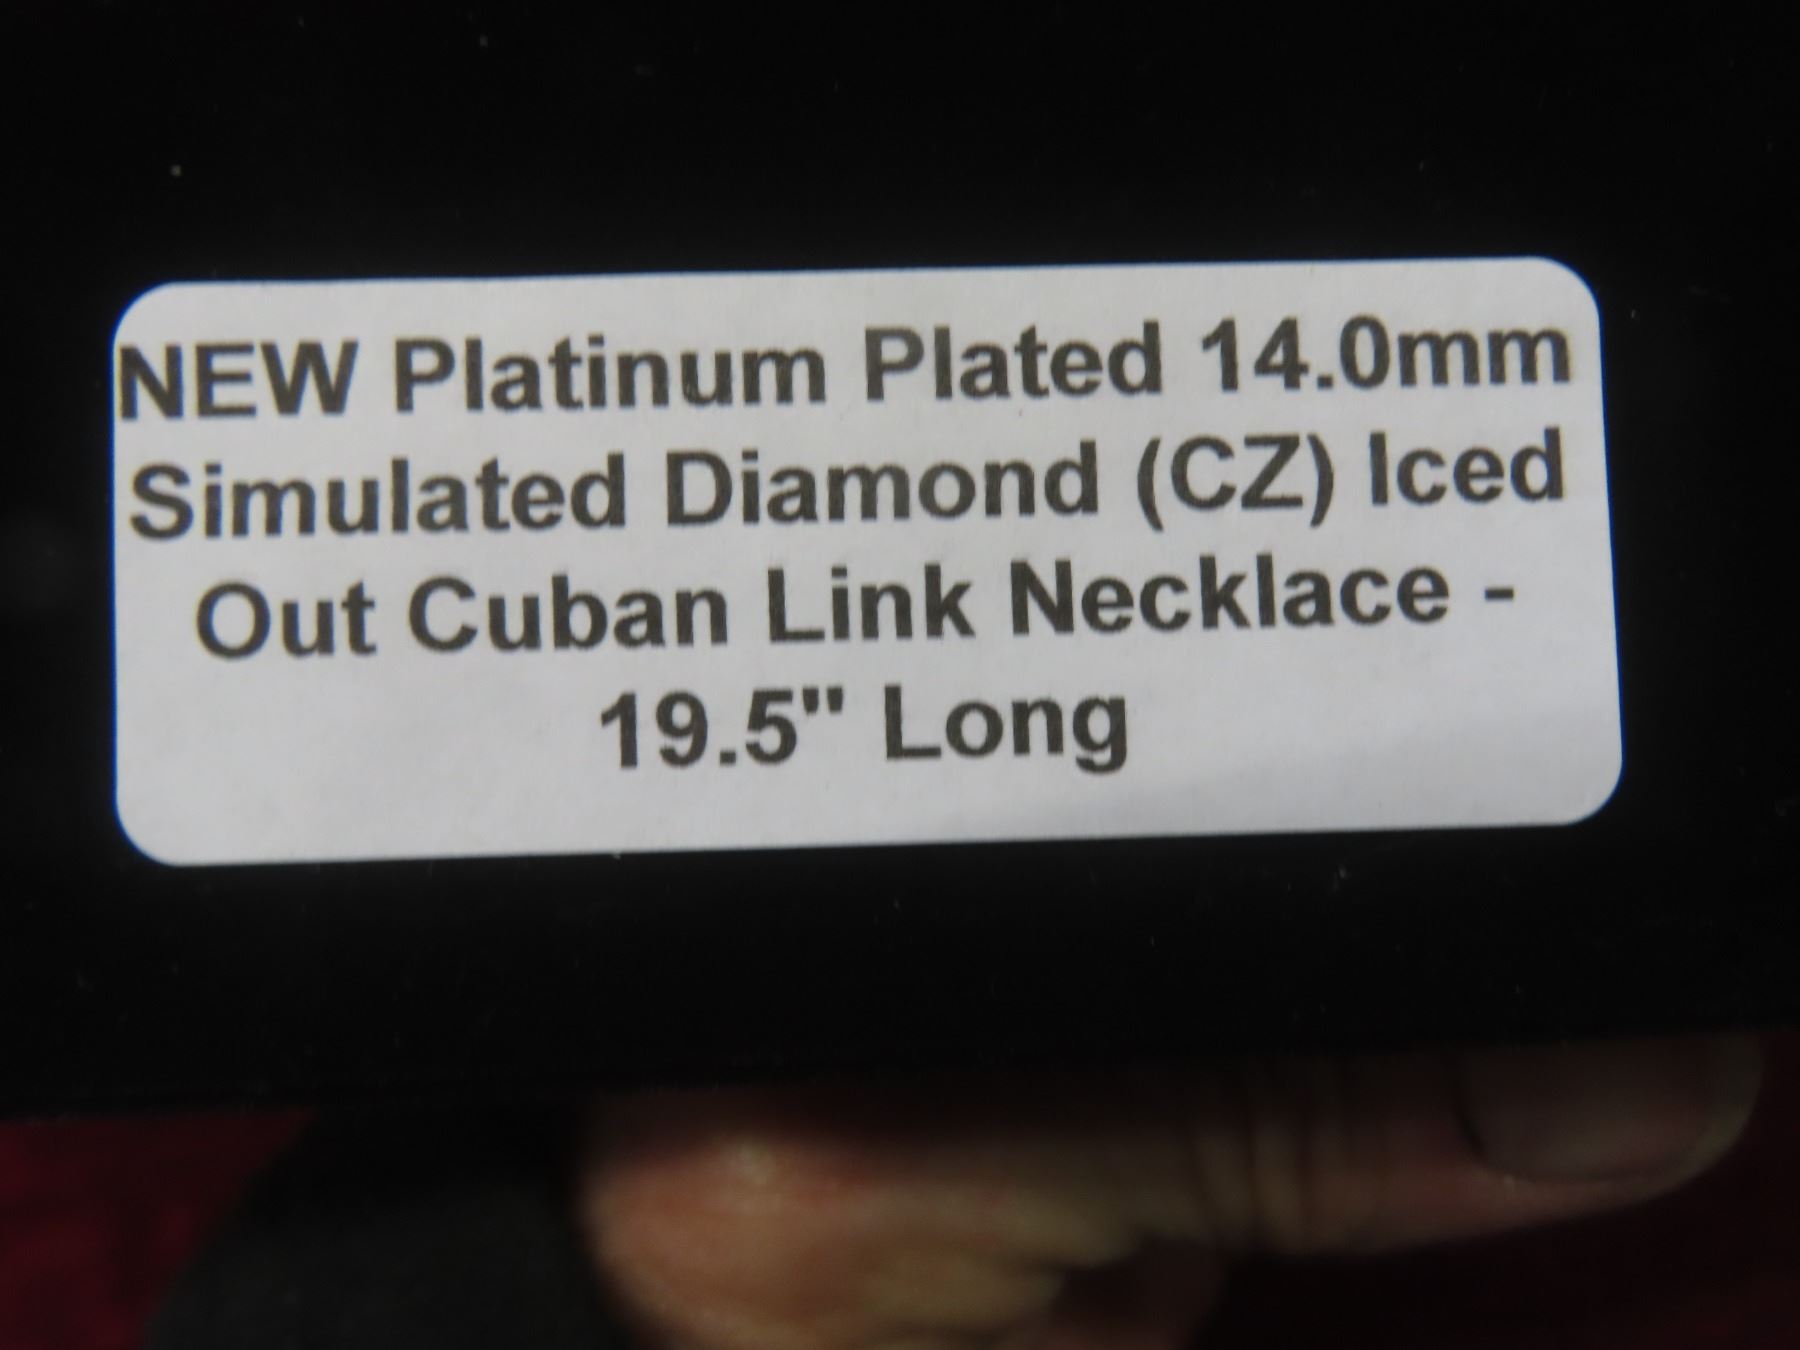 NEW Platinum Plated 14.0mm
Simulated Diamond (CZ) Iced
Out Cuban Link Necklace -
19.5" Long